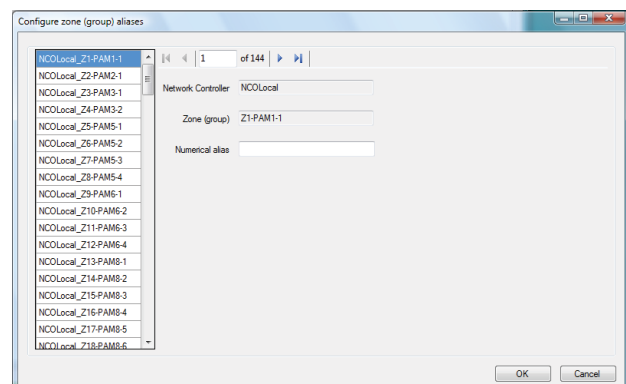 Configure zone (group) aliases
NCOLocal_Z1-PAM1-1
NCOLocal_Z2-PAM2-1
NCOLocal_Z3-PAM3-1
NCOLocal_Z4-PAM3-2
NCOLocal_Z5-PAM5-1
NCOLocal_Z6-PAM5-2
NCOLocal_Z7-PAM5-3
NCOLocal_Z8-PAM5-4
NCOLocal_Z9-PAM6-1
NCOLocal_Z10-PAM6-2
NCOLocal_Z11-PAM6-3
NCOLocal_Z12-PAM6-4
NCOLocal_Z13-PAM8-1
NCOLocal_Z14-PAM8-2
NCOLocal_Z15-PAM8-3
NCOLocal_Z16-PAM8-4
NCOLocal_Z17-PAM8-5
NCOLocal_Z18-PAM8-6
1 of 144
Network Controller NCOLocal
Zone (group) Z1-PAM1-1
Numerical alias
OK Cancel